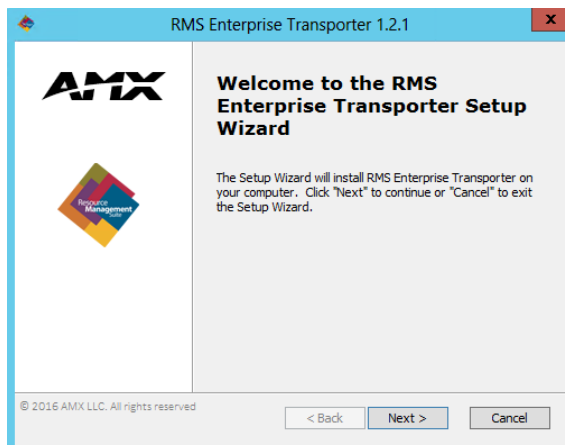 RMS Enterprise Transporter 1.2.1
x
AMX
Welcome to the RMS
Enterprise Transporter Setup
Wizard
The Setup Wizard will install RMS Enterprise Transporter on
your computer. Click "Next" to continue or "Cancel" to exit
the Setup Wizard.
Resource
Management
Suite
© 2016 AMX LLC. All rights reserved
< Back
Next >
Cancel